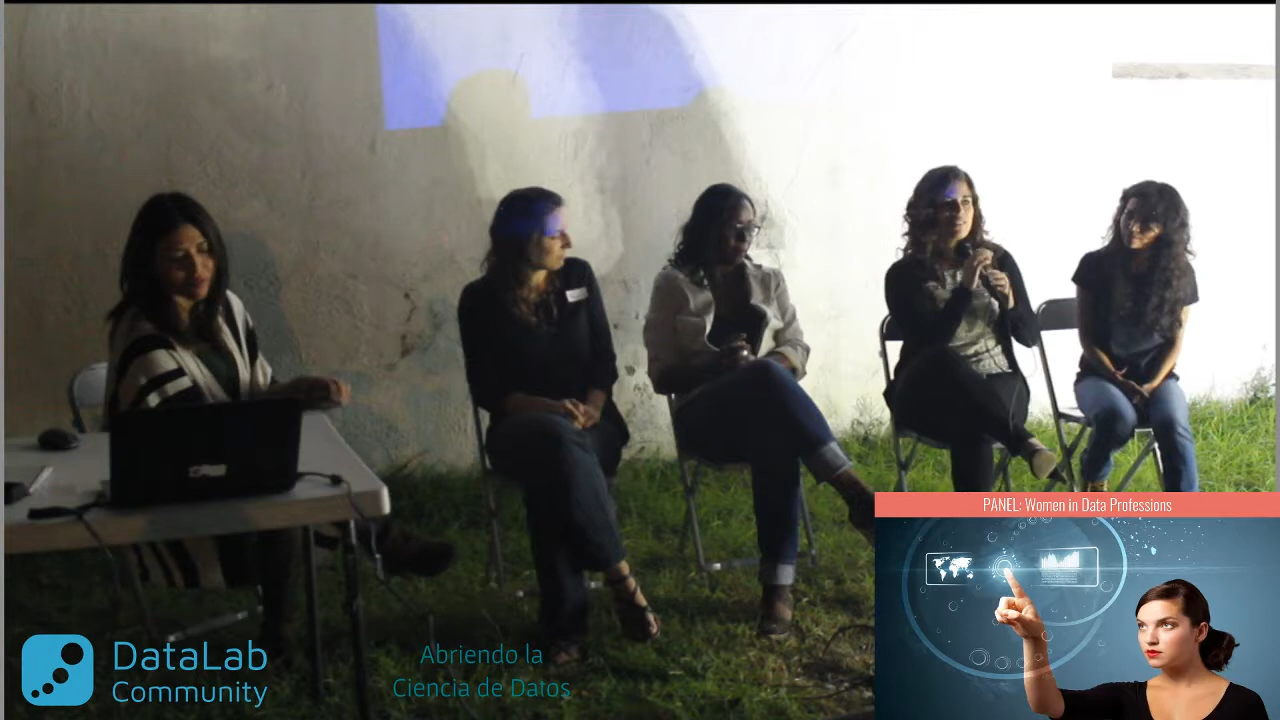 PANEL: Women in Data Professions
DataLab
Community
Abriendo la
Ciencia de Datos